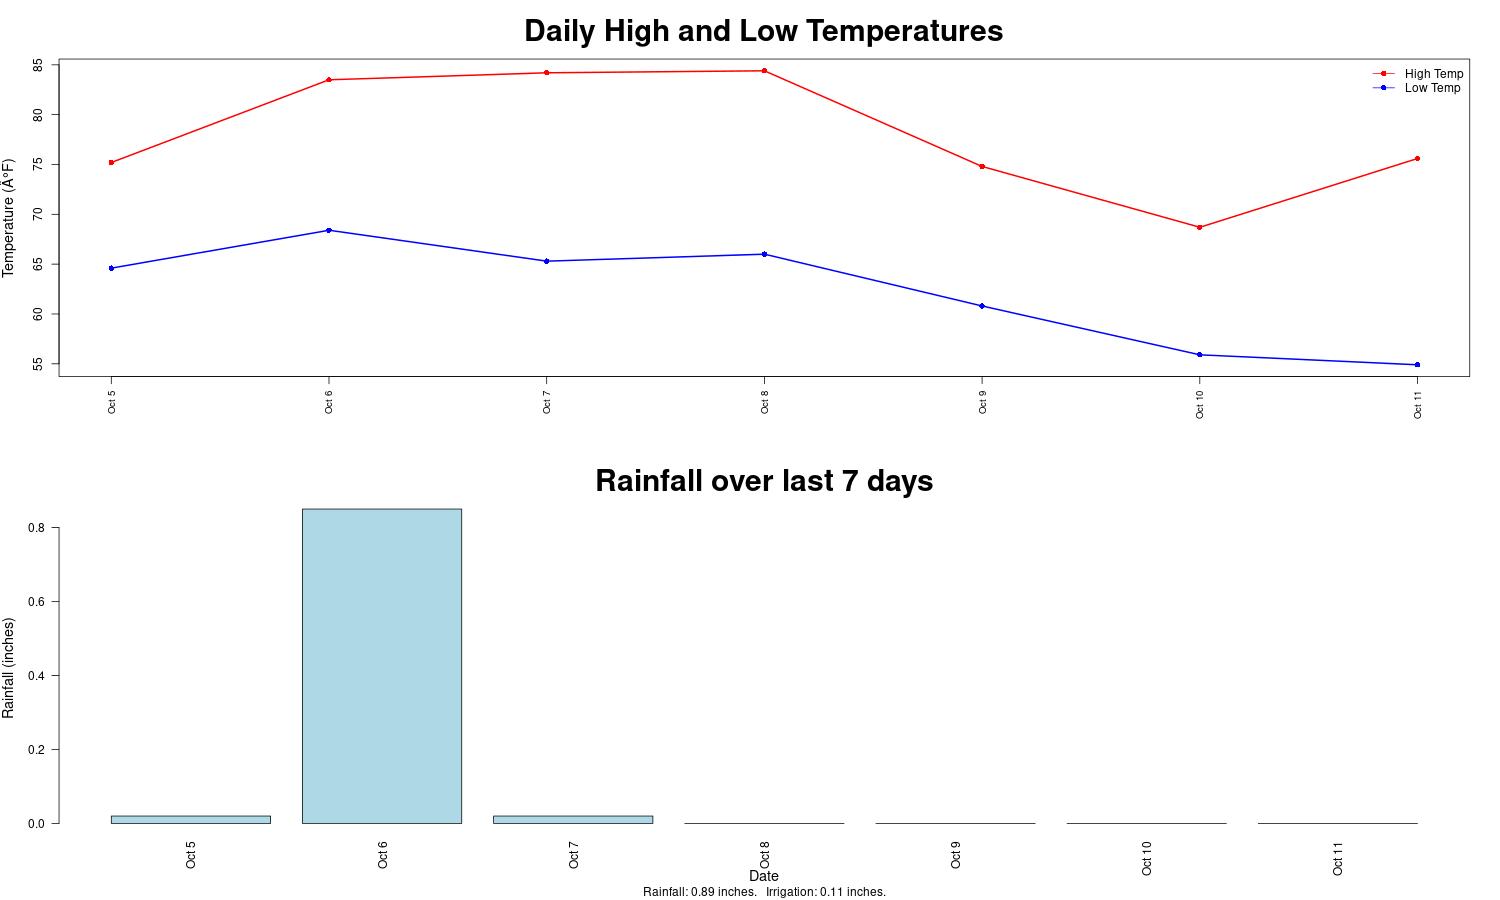 Daily High and Low Temperatures
Temperature (Â°F)
85
80
75
70
65
60
55
High Temp
Low Temp
Oct 5
Oct 6
Oct 7
Oct 8
Oct 9
Oct 10
Oct 11
Rainfall over last 7 days
Rainfall (inches)
0.8
0.6
0.4
0.2
0.0
Oct 5
Oct 6
Oct 7
Oct 8
Oct 9
Oct 10
Oct 11
Date
Rainfall: 0.89 inches.  Irrigation: 0.11 inches.